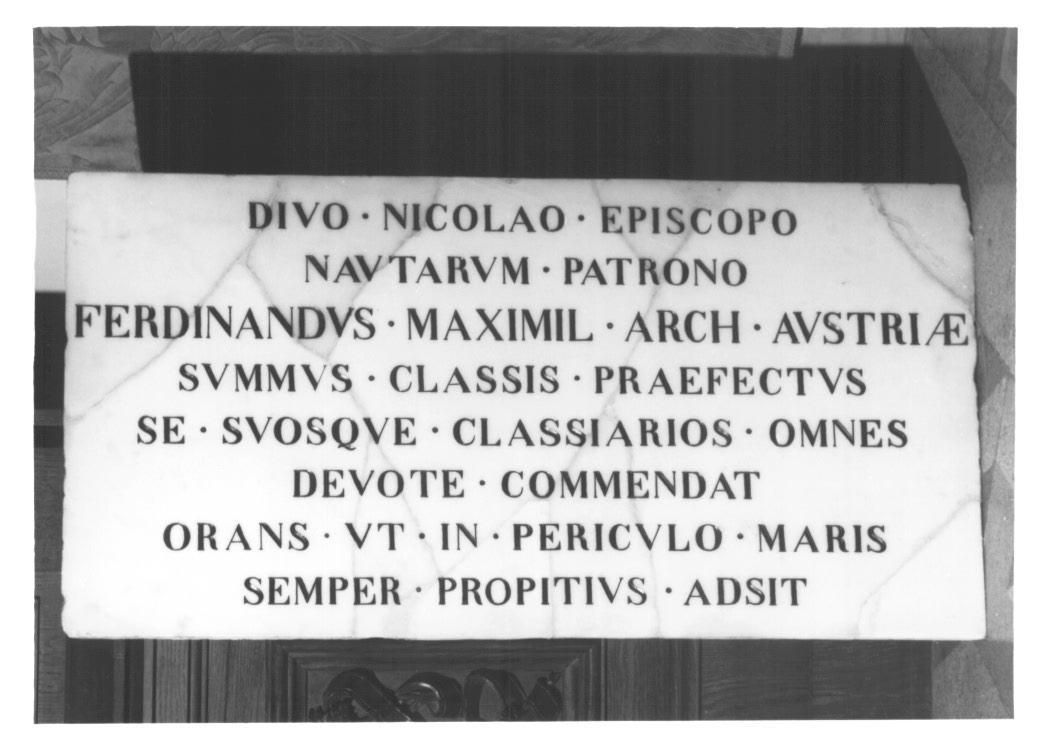 DIVO · NICOLAO · EPISCOPO
NAVTARVM · PATRONO
FERDINANDVS · MAXIMIL · ARCH · AVSTRIÆ
SVMMVS · CLASSIS · PRAEFECTVS
SE · SVOSQVE · CLASSIARIOS · OMNES
DEVOTE · COMMENDAT
ORANS · VT · IN · PERICVLO · MARIS
SEMPER · PROPITIVS · ADSIT